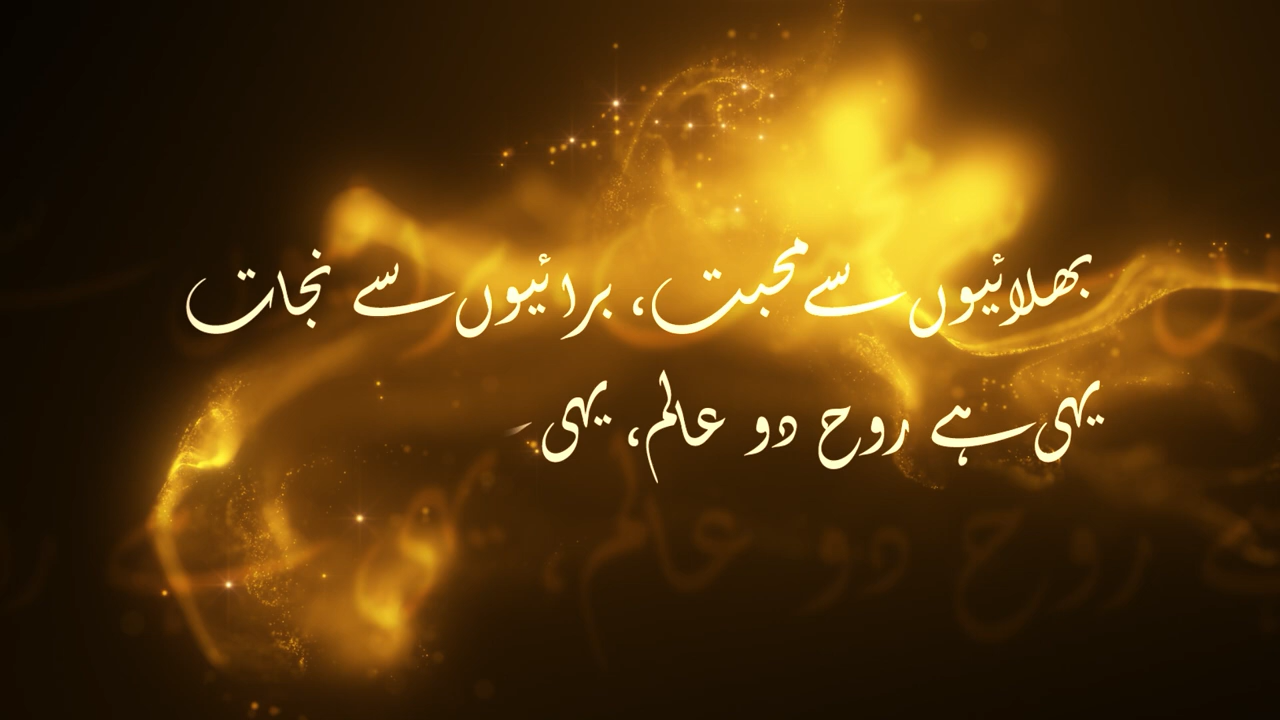 بھلائیوں سے محبت، برائیوں سے نجات
یہی ہے روح دو عالم، یہی